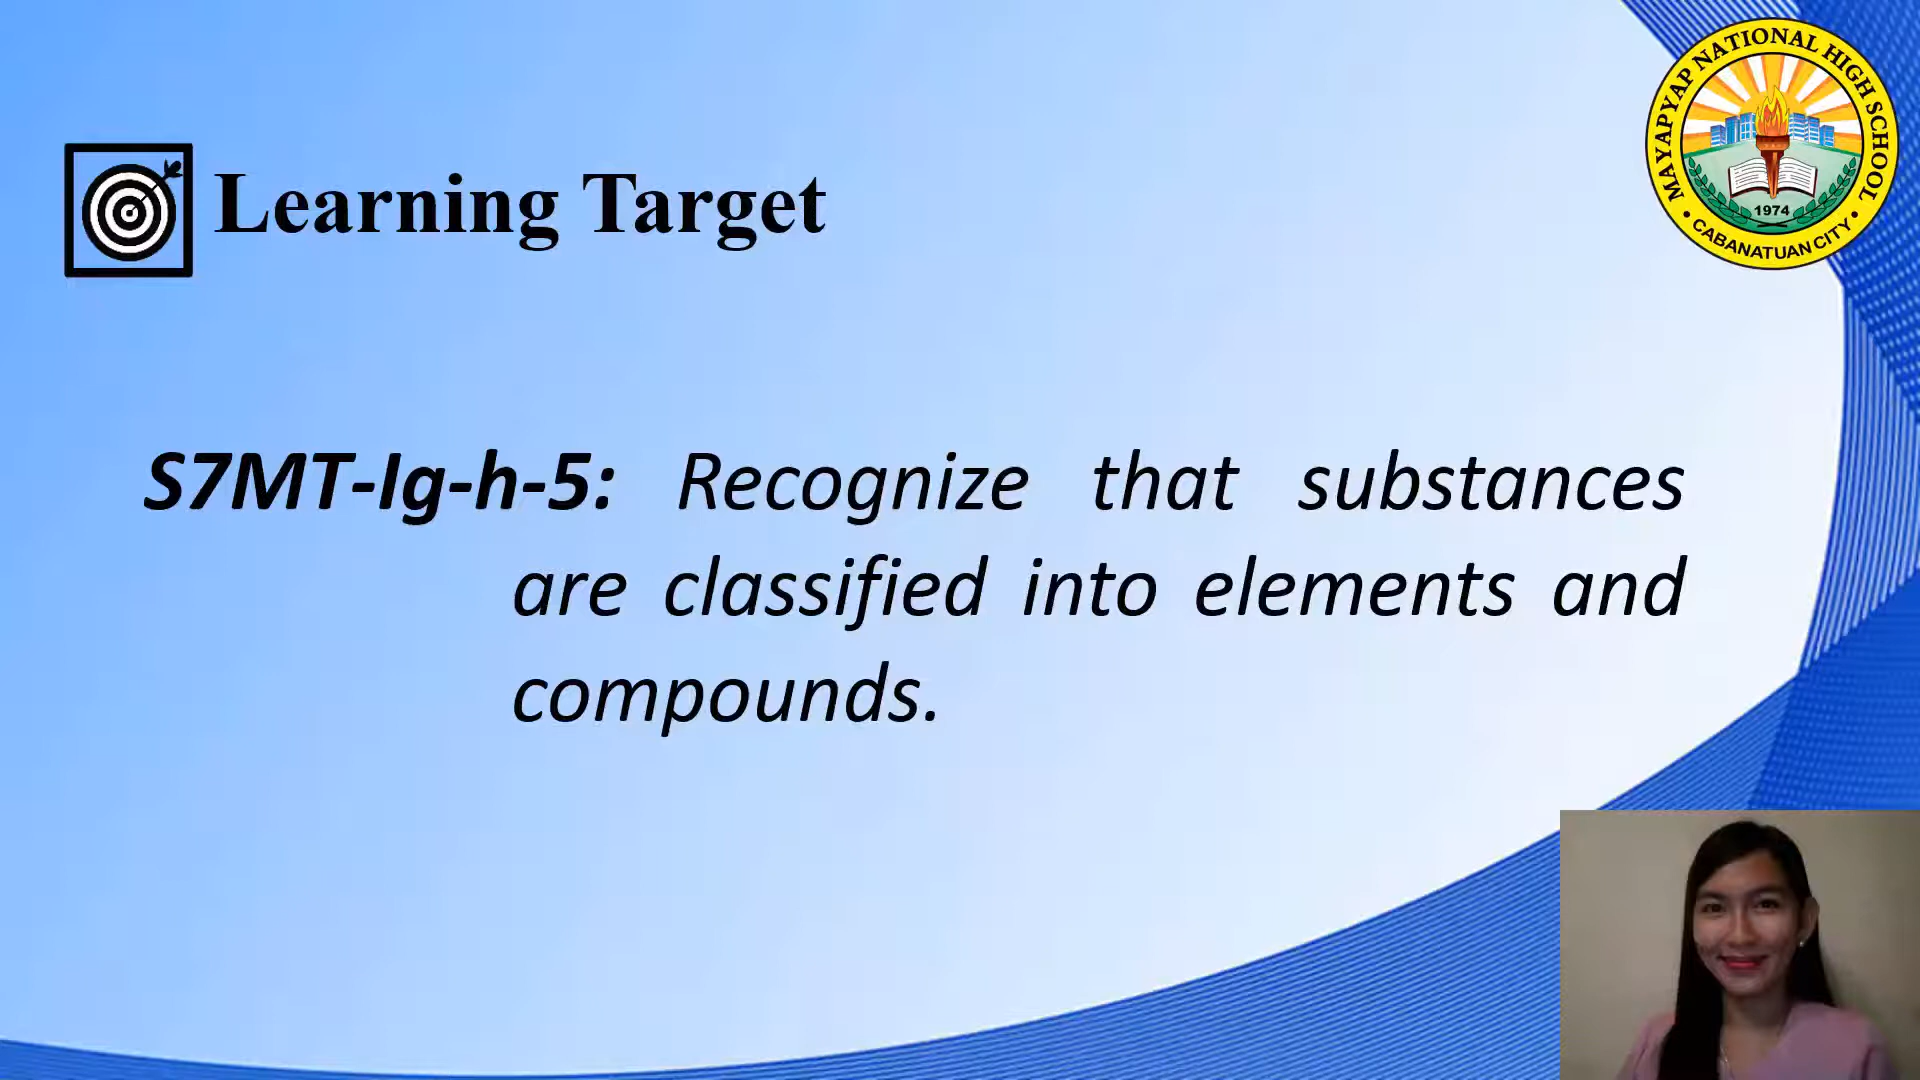 MAYAPYAP NATIONAL HIGH SCHOOL
1974
• CABANATUAN CITY •
Learning Target
S7MT-Ig-h-5: Recognize that substances
are classified into elements and
compounds.